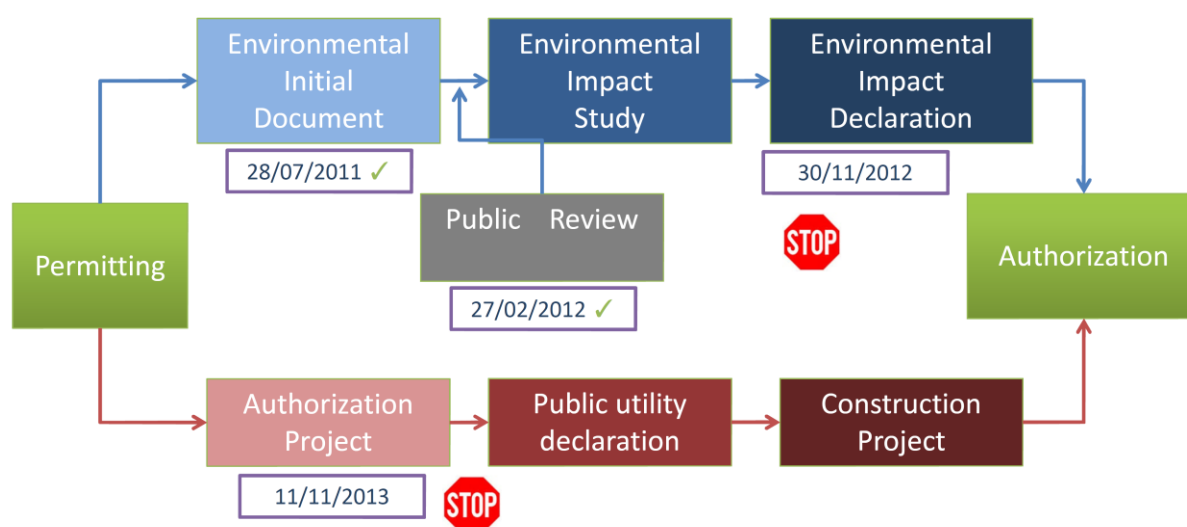 Environmental
Initial
Document
Environmental
Impact
Study
Environmental
Impact
Declaration
28/07/2011 ✓
30/11/2012
Public Review
STOP
Permitting
Authorization
27/02/2012 ✓
Authorization
Project
Public utility
declaration
Construction
Project
11/11/2013
STOP